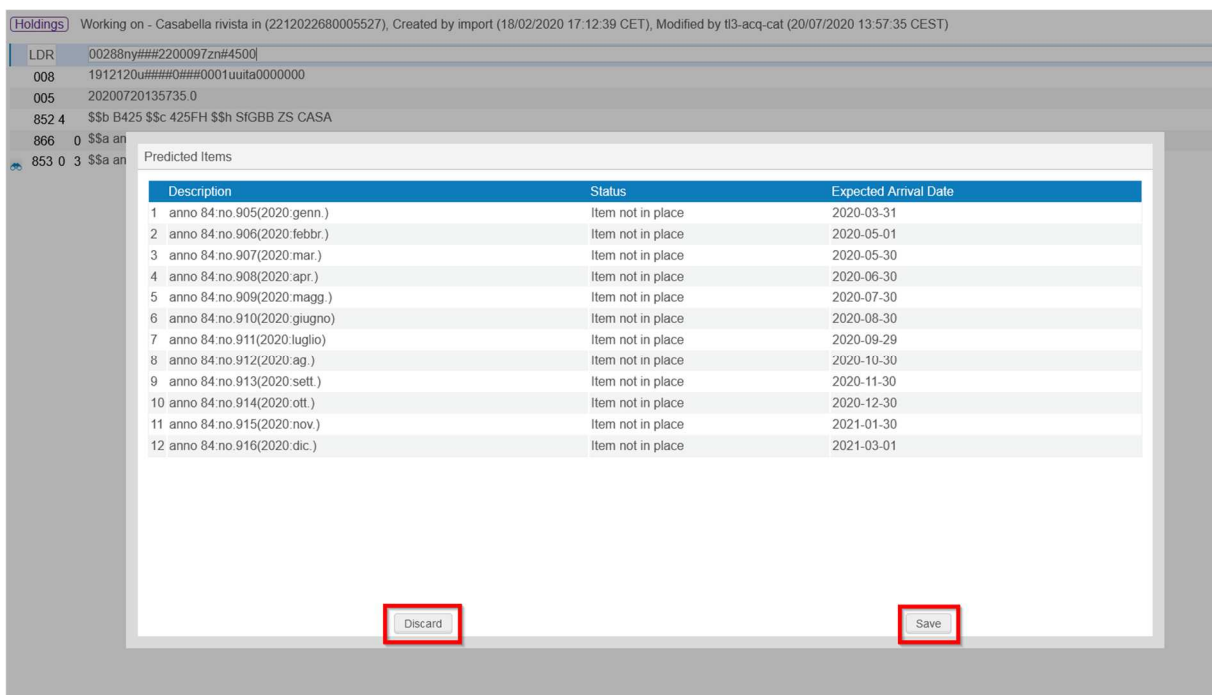 Holdings Working on - Casabella rivista in (2212022680005527), Created by import (18/02/2020 17:12:39 CET), Modified by tl3-acq-cat (20/07/2020 13:57:35 CEST)
LDR 00288ny###2200097zn#4500
008 1912120u####0###0001uuita0000000
005 20200720135735.0
852 4 $$b B425 $$c 425FH $$h SfGBB ZS CASA
866 0 $$a an
853 0 3 $$a an
Predicted Items
Description Status Expected Arrival Date
1 anno 84:no.905(2020:genn.) Item not in place 2020-03-31
2 anno 84:no.906(2020:febbr.) Item not in place 2020-05-01
3 anno 84:no.907(2020:mar.) Item not in place 2020-05-30
4 anno 84:no.908(2020:apr.) Item not in place 2020-06-30
5 anno 84:no.909(2020:magg.) Item not in place 2020-07-30
6 anno 84:no.910(2020:giugno) Item not in place 2020-08-30
7 anno 84:no.911(2020:luglio) Item not in place 2020-09-29
8 anno 84:no.912(2020:ag.) Item not in place 2020-10-30
9 anno 84:no.913(2020:sett.) Item not in place 2020-11-30
10 anno 84:no.914(2020:ott.) Item not in place 2020-12-30
11 anno 84:no.915(2020:nov.) Item not in place 2021-01-30
12 anno 84:no.916(2020:dic.) Item not in place 2021-03-01
Discard Save